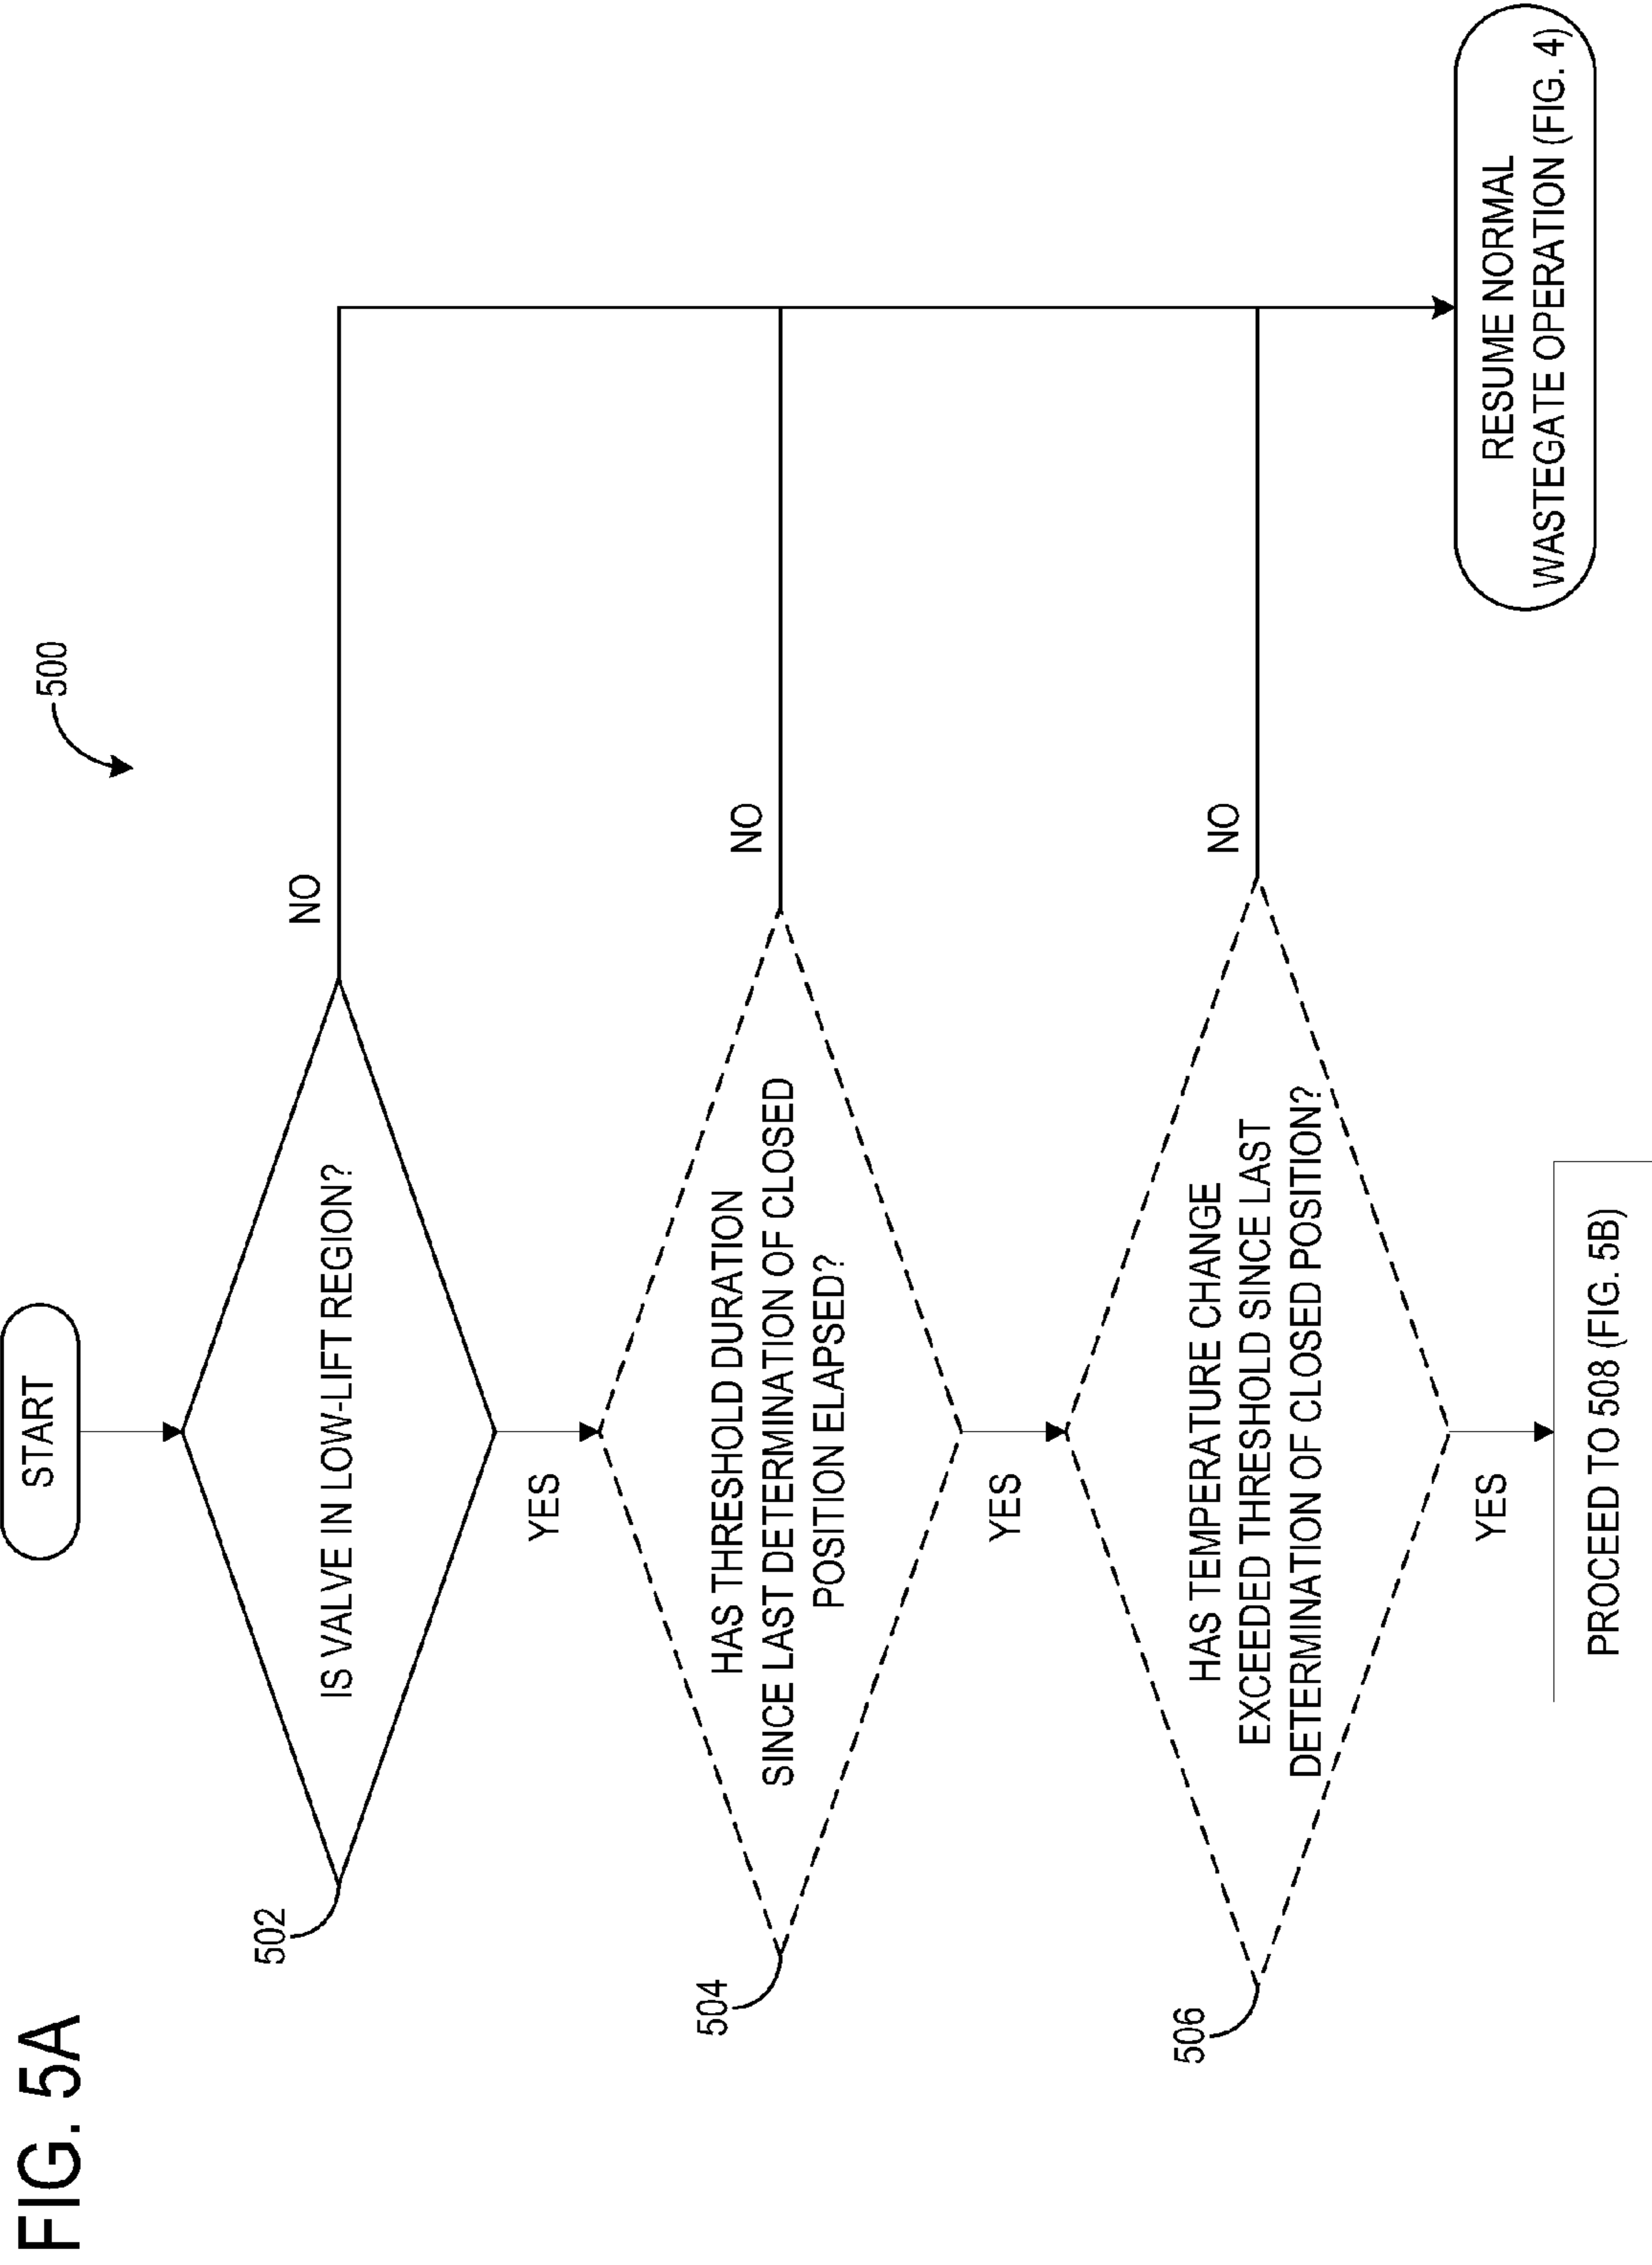 FIG. 5A
500
START
502
IS VALVE IN LOW-LIFT REGION?
NO
YES
504
HAS THRESHOLD DURATION
SINCE LAST DETERMINATION OF CLOSED
POSITION ELAPSED?
NO
YES
506
HAS TEMPERATURE CHANGE
EXCEEDED THRESHOLD SINCE LAST
DETERMINATION OF CLOSED POSITION?
NO
YES
PROCEED TO 508 (FIG. 5B)
RESUME NORMAL
WASTEGATE OPERATION (FIG. 4)